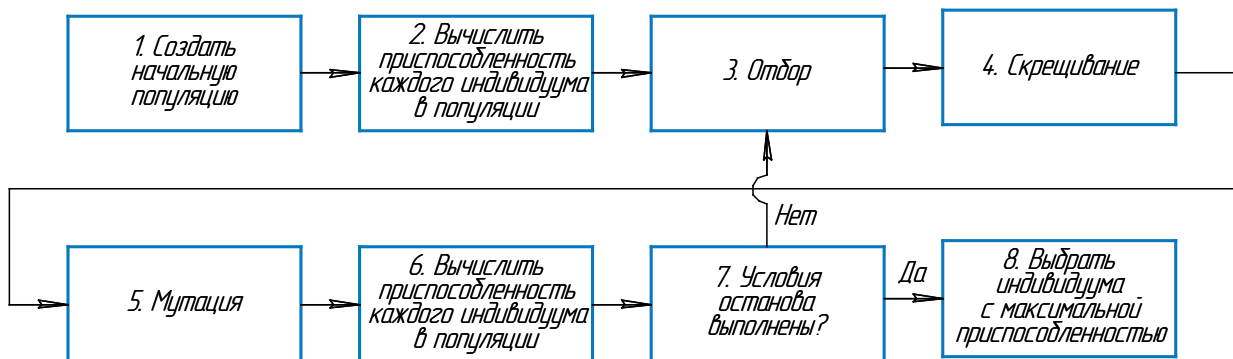 1. Создать
начальную
популяцию
2. Вычислить
приспособленность
каждого индивидуума
в популяции
3. Отбор
4. Скрещивание
Нет
5. Мутация
6. Вычислить
приспособленность
каждого индивидуума
в популяции
7. Условия
останова
выполнены?
Да
8. Выбрать
индивидуума
с максимальной
приспособленностью